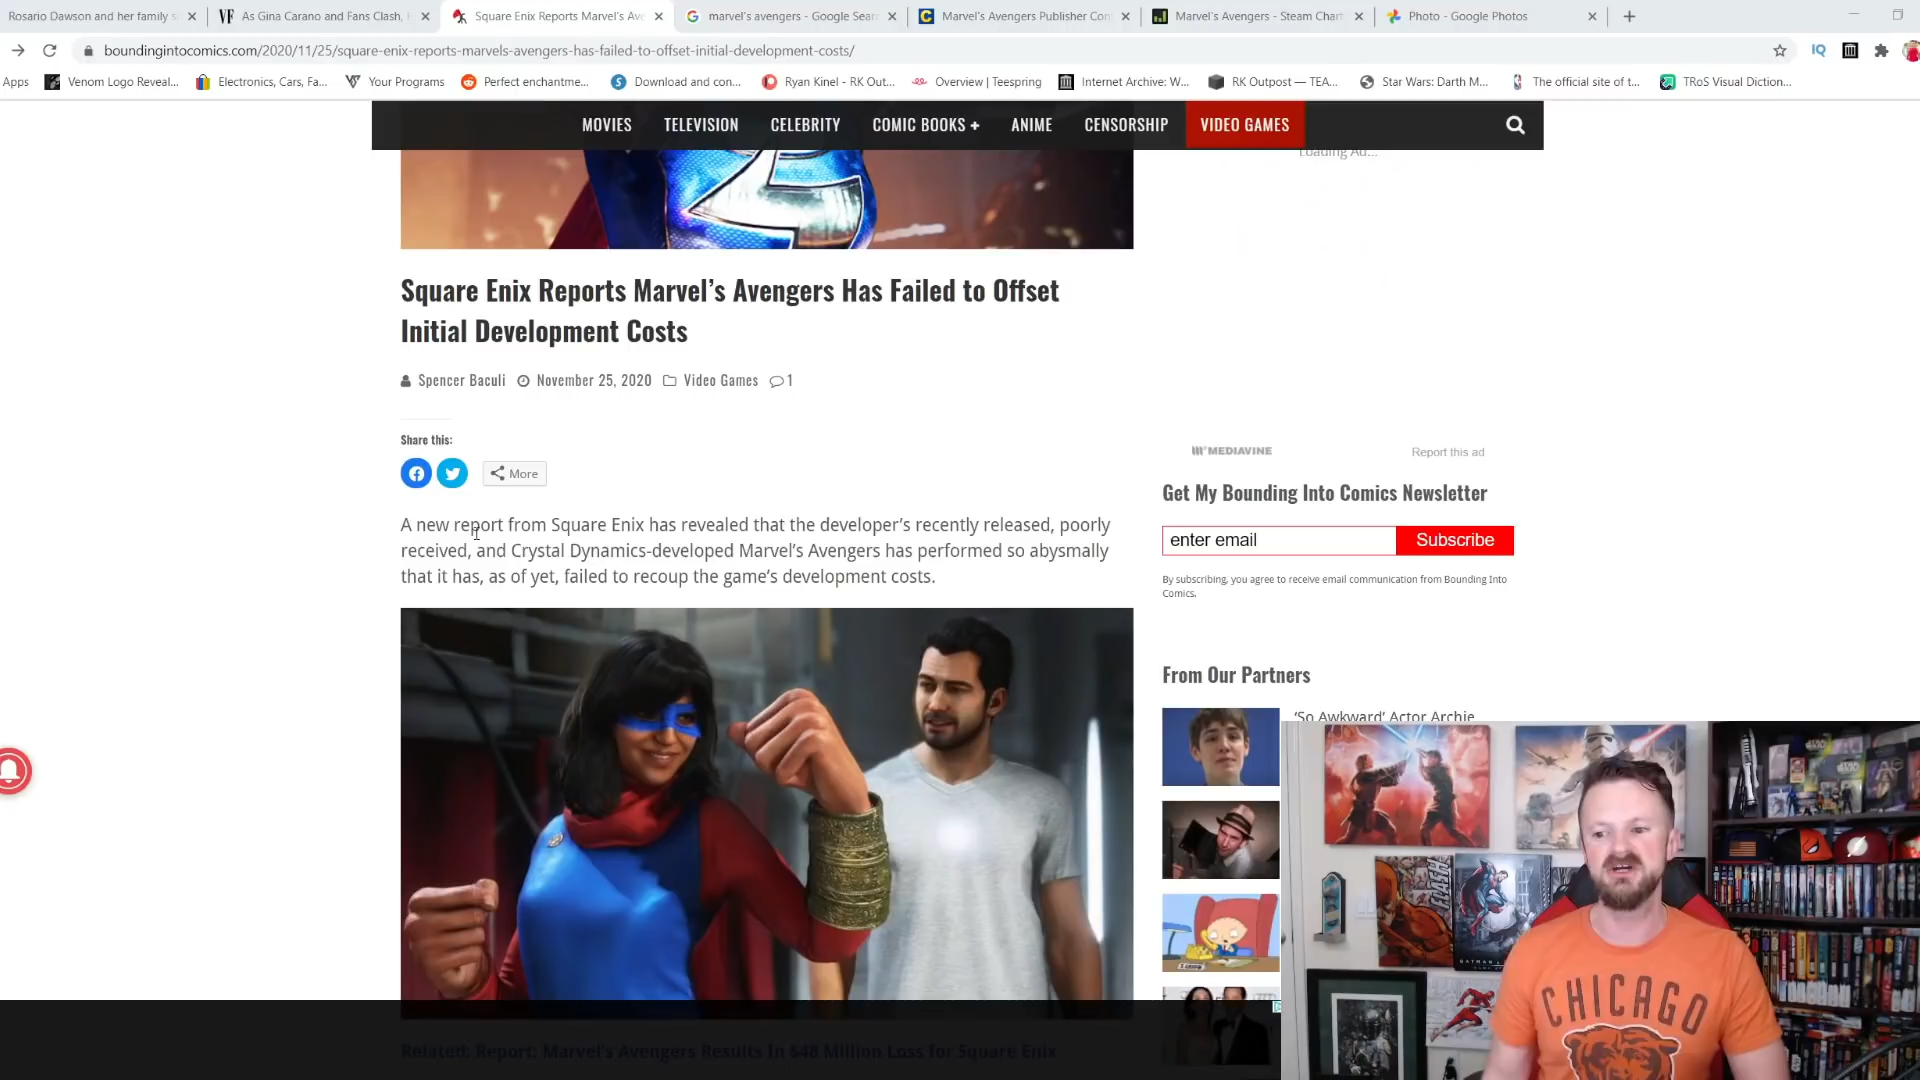 Rosario Dawson and her family s
VF As Gina Carano and Fans Clash,
Square Enix Reports Marvel's Ave
marvel's avengers - Google Sear
Marvel's Avengers Publisher Con
Marvel's Avengers - Steam Chart
Photo - Google Photos
boundingintocomics.com/2020/11/25/square-enix-reports-marvels-avengers-has-failed-to-offset-initial-development-costs/
IQ
Apps
Venom Logo Reveal...
Electronics, Cars, Fa...
Your Programs
Perfect enchantme...
Download and con...
Ryan Kinel - RK Out...
Overview | Teespring
Internet Archive: W...
RK Outpost — TEA...
Star Wars: Darth M...
The official site of t...
TRoS Visual Diction...
MOVIES TELEVISION CELEBRITY COMIC BOOKS + ANIME CENSORSHIP VIDEO GAMES
Loading Ad...
Square Enix Reports Marvel's Avengers Has Failed to Offset
Initial Development Costs
Spencer Baculi November 25, 2020 Video Games 1
Share this:
More
A new report from Square Enix has revealed that the developer's recently released, poorly
received, and Crystal Dynamics-developed Marvel's Avengers has performed so abysmally
that it has, as of yet, failed to recoup the game's development costs.
Related: Report: Marvel's Avengers Results In $48 Million Loss for Square Enix
MEDIAVINE
Report this ad
Get My Bounding Into Comics Newsletter
enter email
Subscribe
By subscribing, you agree to receive email communication from Bounding Into
Comics.
From Our Partners
'So Awkward' Actor Archie
CHICAGO